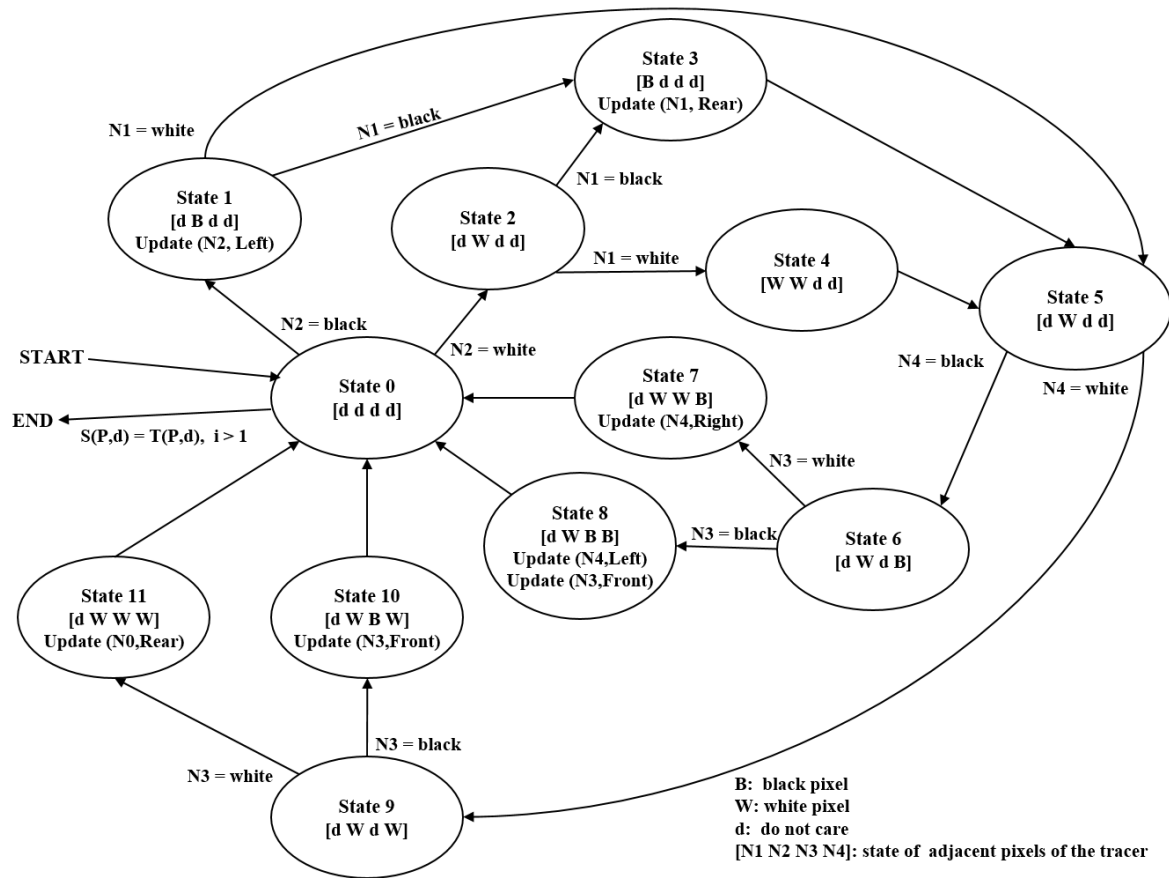 State 3
[B d d d]
Update (N1, Rear)
N1 = white
N1 = black
State 1
[d B d d]
Update (N2, Left)
N1 = black
State 2
[d W d d]
N1 = white
State 4
[W W d d]
State 5
[d W d d]
N2 = black
N2 = white
START
State 0
[d d d d]
END
S(P,d) = T(P,d), i > 1
State 7
[d W W B]
Update (N4,Right)
N4 = black
N4 = white
N3 = white
State 8
[d W B B]
Update (N4,Left)
Update (N3,Front)
N3 = black
State 6
[d W d B]
State 11
[d W W W]
Update (N0,Rear)
State 10
[d W B W]
Update (N3,Front)
N3 = white
N3 = black
State 9
[d W d W]
B: black pixel
W: white pixel
d: do not care
[N1 N2 N3 N4]: state of adjacent pixels of the tracer